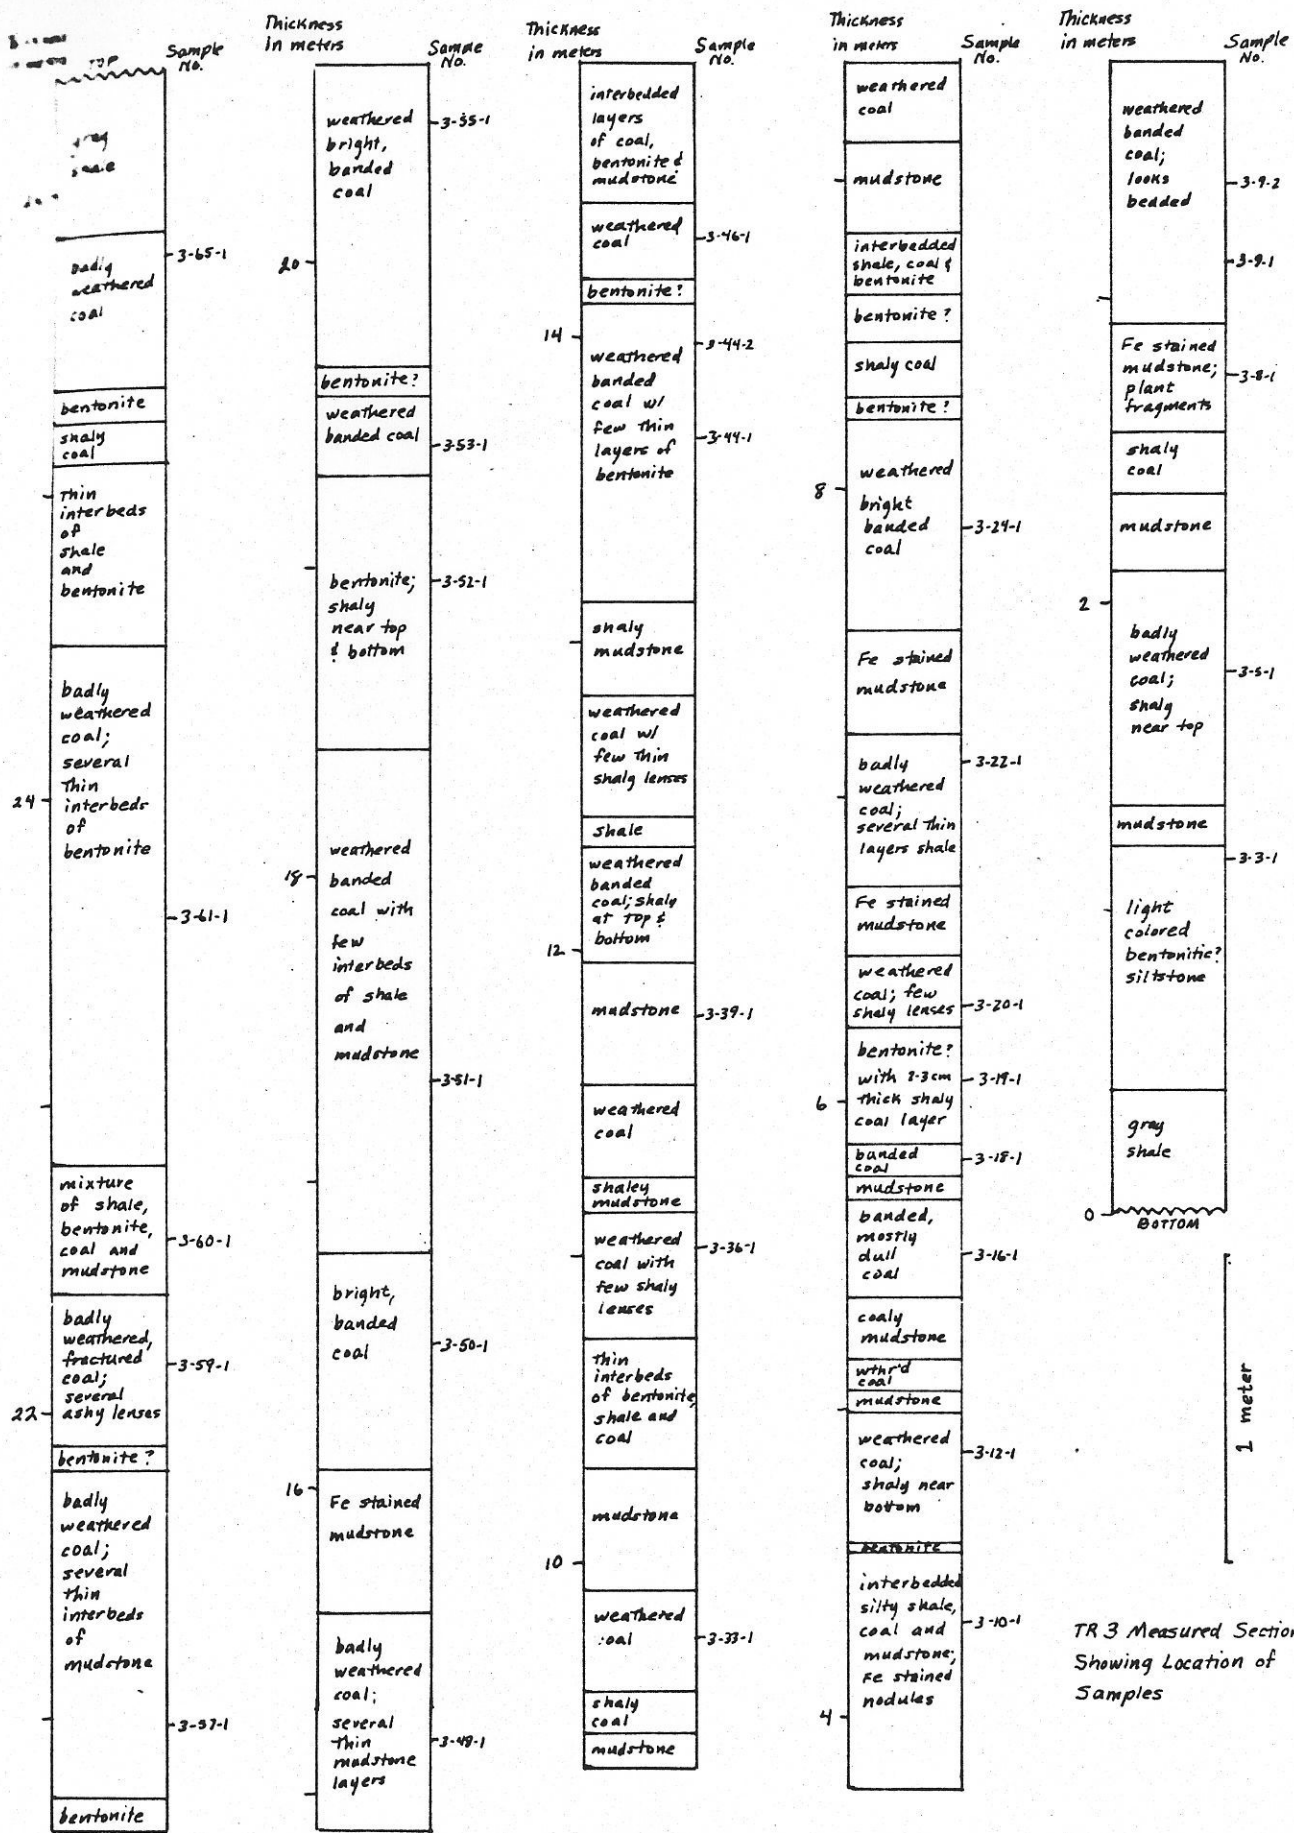 TOP
Sample
No.
gray
shale
badly
weathered
coal
3-65-1
bentonite
shaly
coal
Thin
interbeds
of
shale
and
bentonite
badly
weathered
coal;
several
Thin
24
interbeds
of
bentonite
3-61-1
mixture
of shale,
bentonite,
coal and
mudstone
3-60-1
badly
weathered,
fractured
coal;
several
ashy lenses
3-59-1
22
bentonite?
badly
weathered
coal;
several
thin
interbeds
of
mudstone
3-57-1
bentonite
Thickness
in meters
Sample
No.
weathered
bright,
banded
coal
3-55-1
20
bentonite?
weathered
banded coal
3-53-1
bentonite;
shaly
near top
& bottom
3-52-1
weathered
18
banded
coal with
few
interbeds
of shale
and
mudstone
3-51-1
bright,
banded
coal
3-50-1
16
Fe stained
mudstone
badly
weathered
coal;
several
Thin
mudstone
layers
3-48-1
Thickness
in meters
Sample
No.
interbedded
layers
of coal,
bentonite &
mudstone
weathered
coal
3-46-1
bentonite?
14
3-44-2
weathered
banded
coal w/
few Thin
layers of
bentonite
3-44-1
shaly
mudstone
weathered
coal w/
few Thin
shaly lenses
shale
weathered
banded
coal; shaly
at top &
bottom
12
mudstone
3-39-1
weathered
coal
shaley
mudstone
weathered
coal with
few shaly
lenses
3-36-1
Thin
interbeds
of bentonite,
shale and
coal
mudstone
10
weathered
coal
3-33-1
shaly
coal
mudstone
Thickness
in meters
Sample
No.
weathered
coal
mudstone
interbedded
shale, coal &
bentonite
bentonite?
shaly coal
bentonite?
weathered
8
bright
banded
coal
3-24-1
Fe stained
mudstone
badly
weathered
coal;
several Thin
layers shale
3-22-1
Fe stained
mudstone
weathered
coal; few
shaly lenses
3-20-1
bentonite?
with 2-3cm
thick shaly
coal layer
3-19-1
6
banded
coal
3-18-1
mudstone
banded,
mostly
dull
coal
3-16-1
coaly
mudstone
wthr'd
coal
mudstone
weathered
coal;
shaly near
bottom
3-12-1
bentonite
interbedded
silty shale,
coal and
mudstone;
Fe stained
nodules
3-10-1
4
Thickness
in meters
Sample
No.
weathered
banded
coal;
looks
bedded
3-9-2
3-9-1
Fe stained
mudstone;
plant
fragments
3-8-1
shaly
coal
mudstone
2
badly
weathered
coal;
shaly
near top
3-5-1
mudstone
3-3-1
light
colored
bentonitic?
siltstone
gray
shale
0
BOTTOM
1 meter
TR 3 Measured Section
Showing Location of
Samples